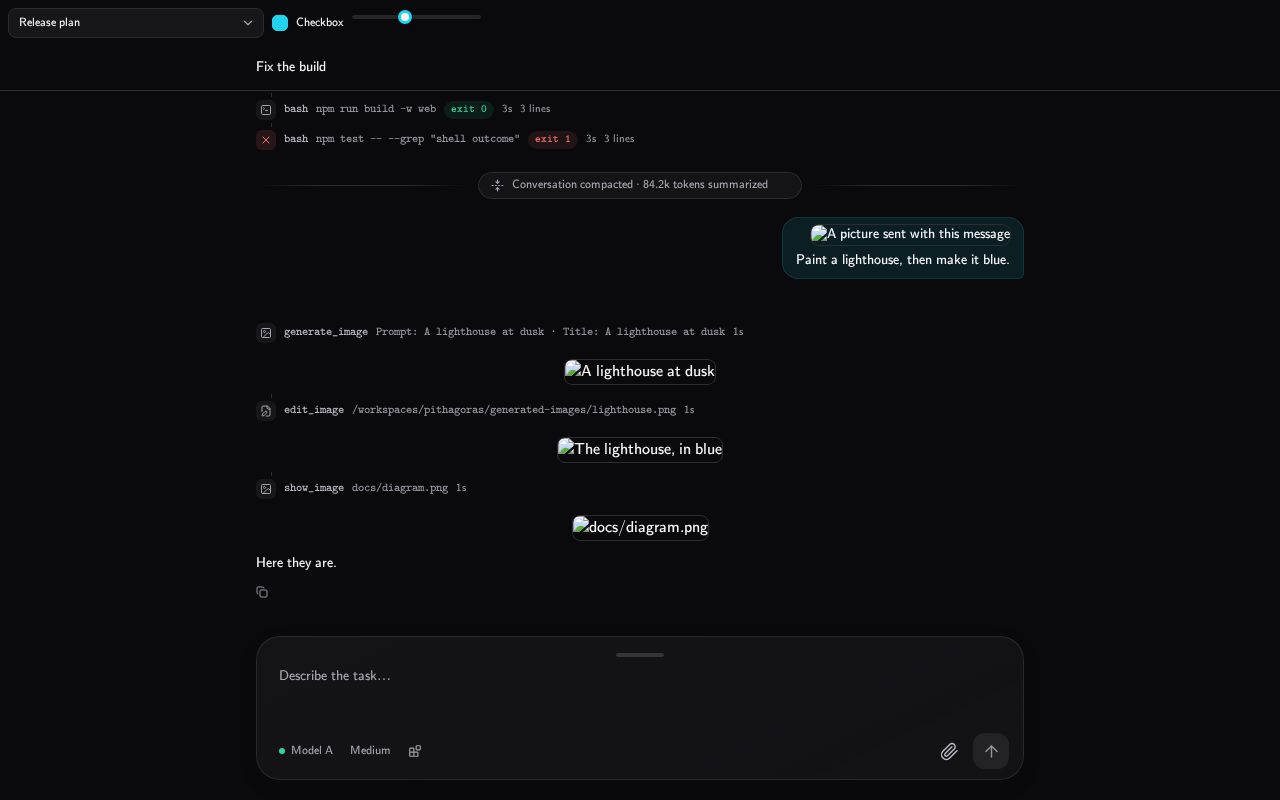 Release plan
Checkbox
Fix the build
bash npm run build -w web exit 0 3s 3 lines
bash npm test -- --grep "shell outcome" exit 1 3s 3 lines
Conversation compacted · 84.2k tokens summarized
A picture sent with this message
Paint a lighthouse, then make it blue.
generate_image Prompt: A lighthouse at dusk · Title: A lighthouse at dusk 1s
A lighthouse at dusk
edit_image /workspaces/pithagoras/generated-images/lighthouse.png 1s
The lighthouse, in blue
show_image docs/diagram.png 1s
docs/diagram.png
Here they are.
Describe the task…
Model A Medium